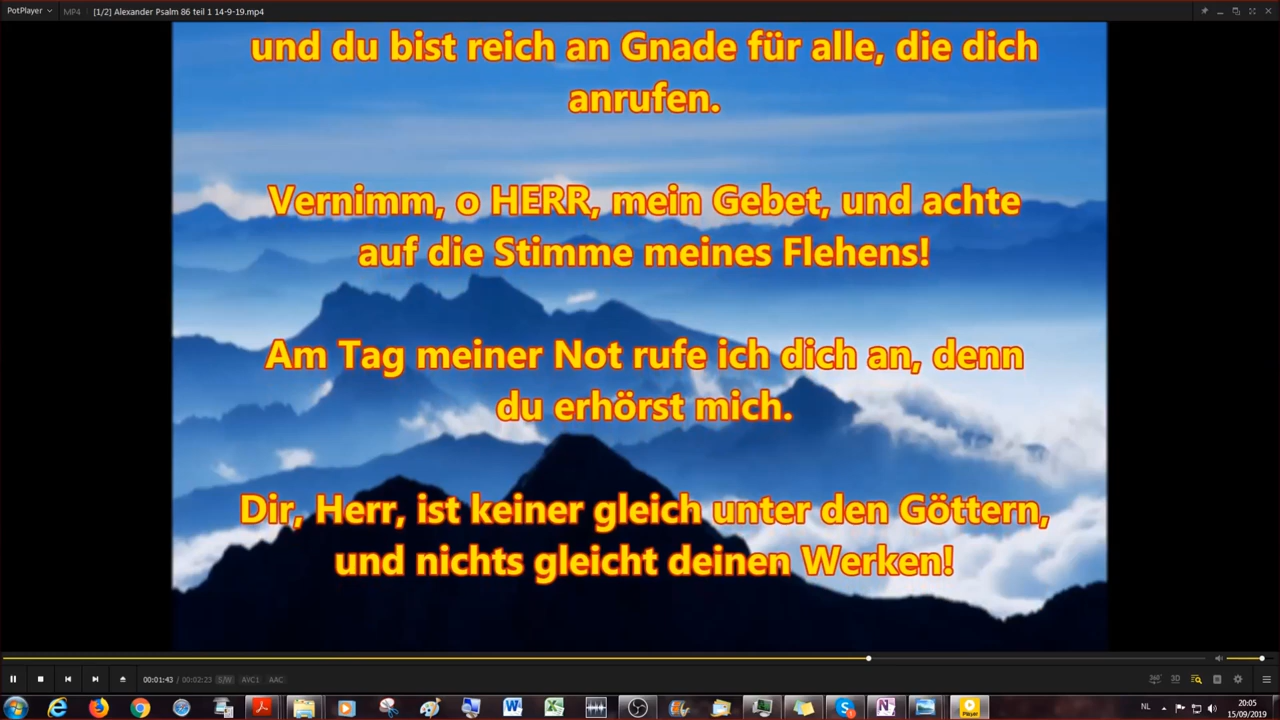 PotPlayer MP4 [1/2] Alexander Psalm 86 teil 1 14-9-19.mp4
und du bist reich an Gnade für alle, die dich
anrufen.
Vernimm, o HERR, mein Gebet, und achte
auf die Stimme meines Flehens!
Am Tag meiner Not rufe ich dich an, denn
du erhörst mich.
Dir, Herr, ist keiner gleich unter den Göttern,
und nichts gleicht deinen Werken!
00:01:43 / 00:02:23 S/W AVC1 AAC
360° 3D
NL 20:05
15/09/2019
Player